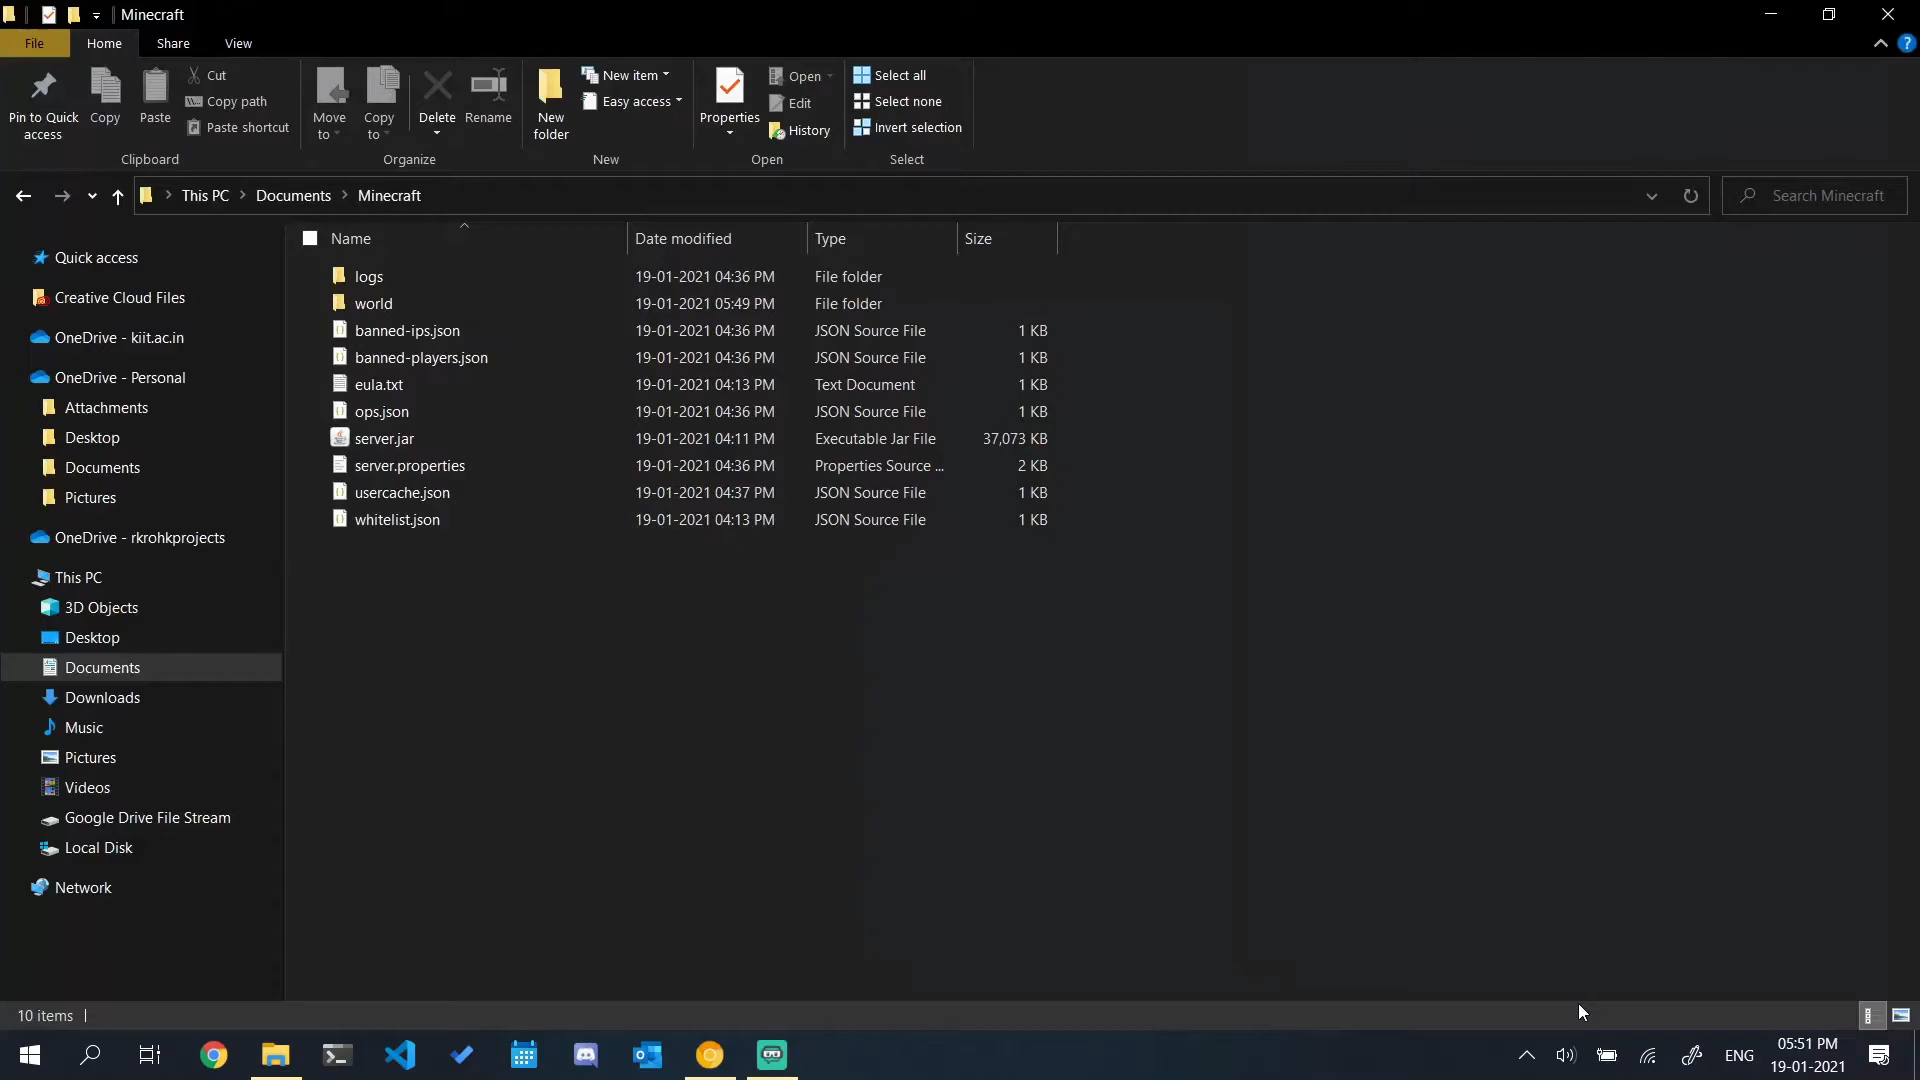 Minecraft
File Home Share View
Pin to Quick access
Copy
Paste
Cut
Copy path
Paste shortcut
Clipboard
Move to
Copy to
Delete
Rename
Organize
New folder
New item
Easy access
New
Properties
Open
Edit
History
Open
Select all
Select none
Invert selection
Select
This PC Documents Minecraft
Search Minecraft
Quick access
Creative Cloud Files
OneDrive - kiit.ac.in
OneDrive - Personal
Attachments
Desktop
Documents
Pictures
OneDrive - rkrohkprojects
This PC
3D Objects
Desktop
Documents
Downloads
Music
Pictures
Videos
Google Drive File Stream
Local Disk
Network
Name Date modified Type Size
logs 19-01-2021 04:36 PM File folder
world 19-01-2021 05:49 PM File folder
banned-ips.json 19-01-2021 04:36 PM JSON Source File 1 KB
banned-players.json 19-01-2021 04:36 PM JSON Source File 1 KB
eula.txt 19-01-2021 04:13 PM Text Document 1 KB
ops.json 19-01-2021 04:36 PM JSON Source File 1 KB
server.jar 19-01-2021 04:11 PM Executable Jar File 37,073 KB
server.properties 19-01-2021 04:36 PM Properties Source ... 2 KB
usercache.json 19-01-2021 04:37 PM JSON Source File 1 KB
whitelist.json 19-01-2021 04:13 PM JSON Source File 1 KB
10 items
ENG
05:51 PM
19-01-2021